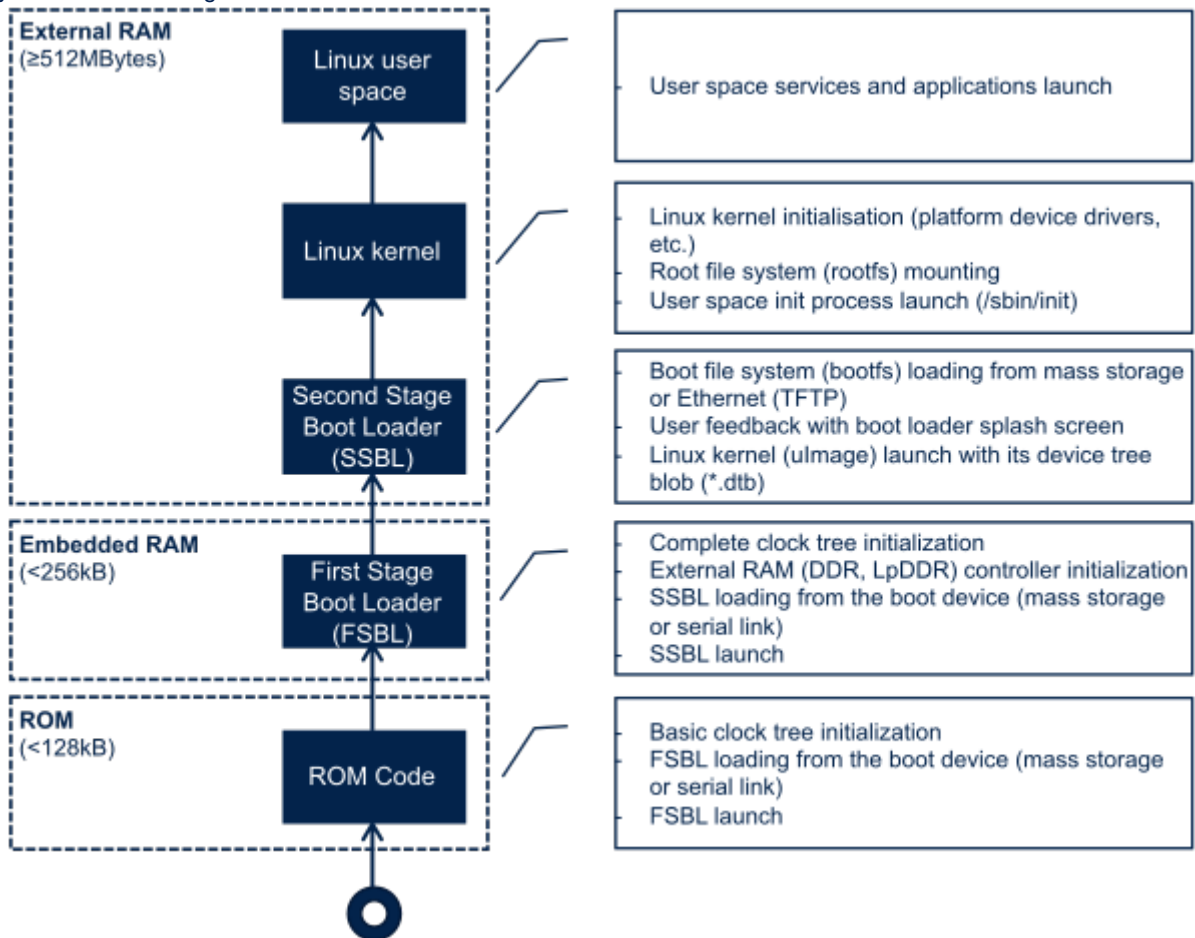 External RAM
(≥512MBytes)
Linux user
space
- User space services and applications launch
Linux kernel
- Linux kernel initialisation (platform device drivers,
etc.)
- Root file system (rootfs) mounting
- User space init process launch (/sbin/init)
Second Stage
Boot Loader
(SSBL)
- Boot file system (bootfs) loading from mass storage
or Ethernet (TFTP)
- User feedback with boot loader splash screen
- Linux kernel (uImage) launch with its device tree
blob (*.dtb)
Embedded RAM
(<256kB)
First Stage
Boot Loader
(FSBL)
- Complete clock tree initialization
- External RAM (DDR, LpDDR) controller initialization
- SSBL loading from the boot device (mass storage
or serial link)
- SSBL launch
ROM
(<128kB)
ROM Code
- Basic clock tree initialization
- FSBL loading from the boot device (mass storage
or serial link)
- FSBL launch